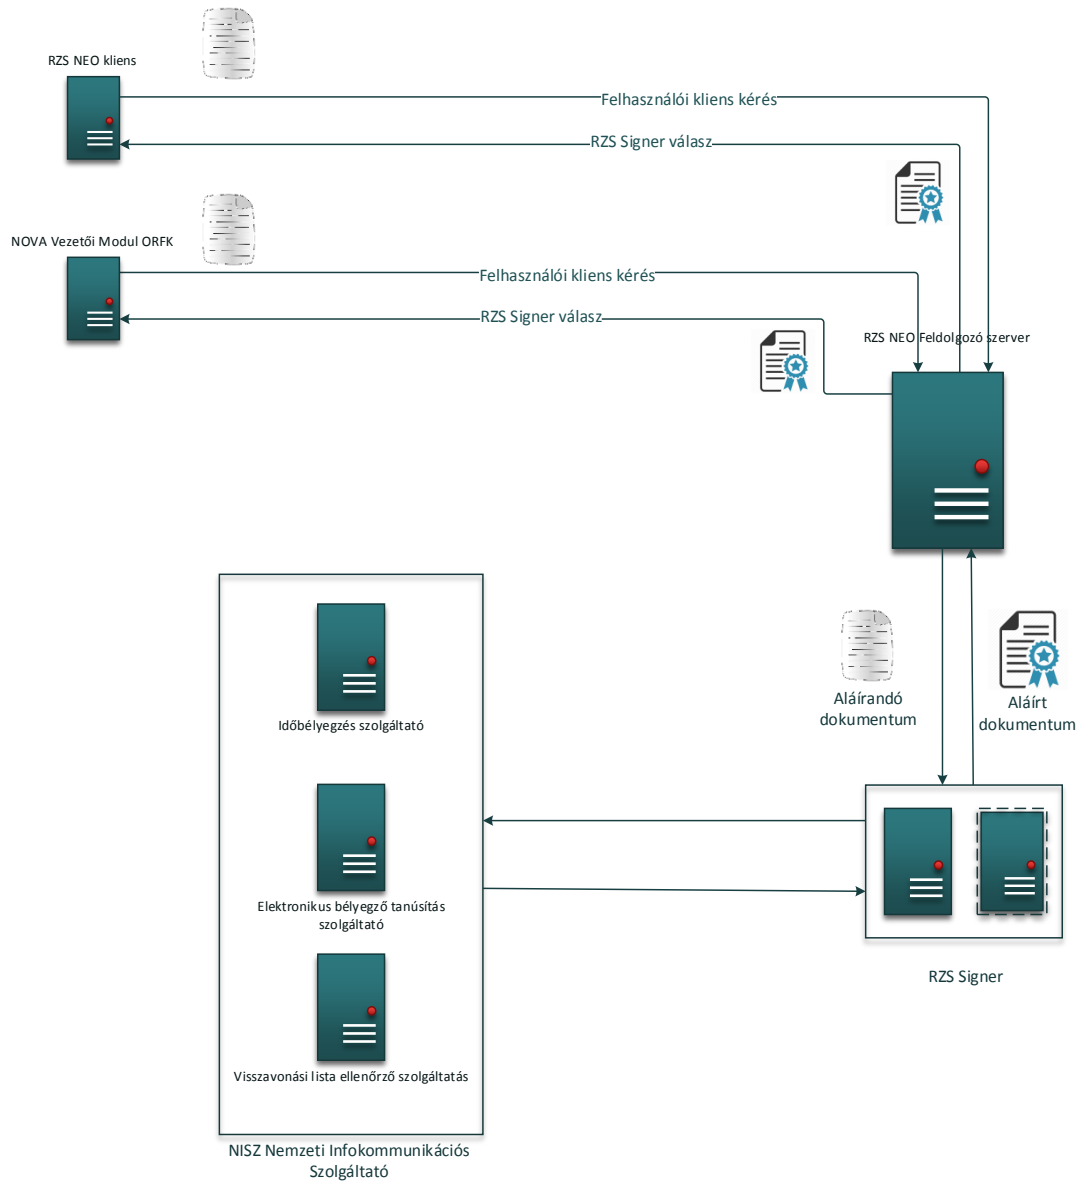 RZS NEO kliens
Felhasználói kliens kérés
RZS Signer válasz
NOVA Vezetői Modul ORFK
Felhasználói kliens kérés
RZS Signer válasz
RZS NEO Feldolgozó szerver
Aláírandó
dokumentum
Aláírt
dokumentum
Időbélyegzés szolgáltató
Elektronikus bélyegző tanúsítás
szolgáltató
RZS Signer
Visszavonási lista ellenőrző szolgáltatás
NISZ Nemzeti Infokommunikációs
Szolgáltató